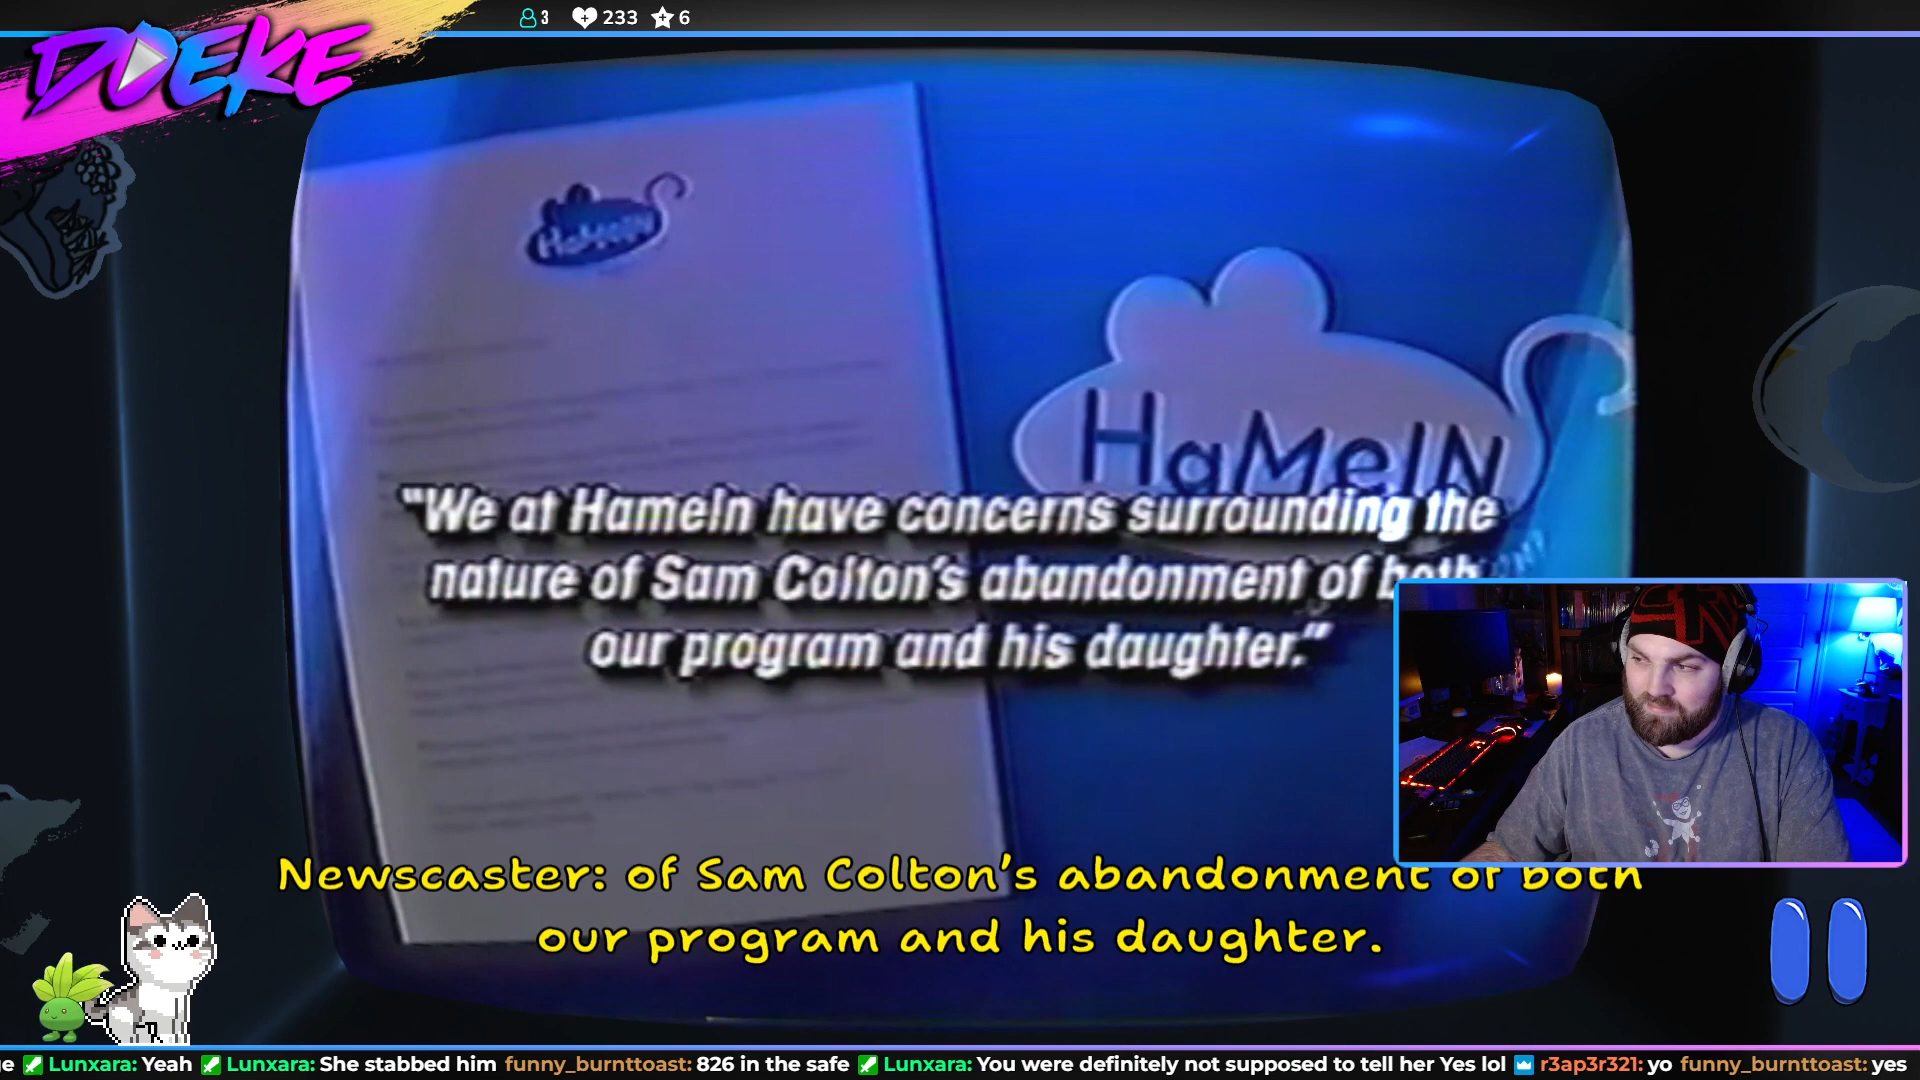 DOEKE
3 233 6
HaMeIN
HaMeIN
"We at Hameln have concerns surrounding the
nature of Sam Colton's abandonment of both
our program and his daughter."
Newscaster: of Sam Colton's abandonment of both
our program and his daughter.
ge Lunxara: Yeah Lunxara: She stabbed him funny_burnttoast: 826 in the safe Lunxara: You were definitely not supposed to tell her Yes lol r3ap3r321: yo funny_burnttoast: yes